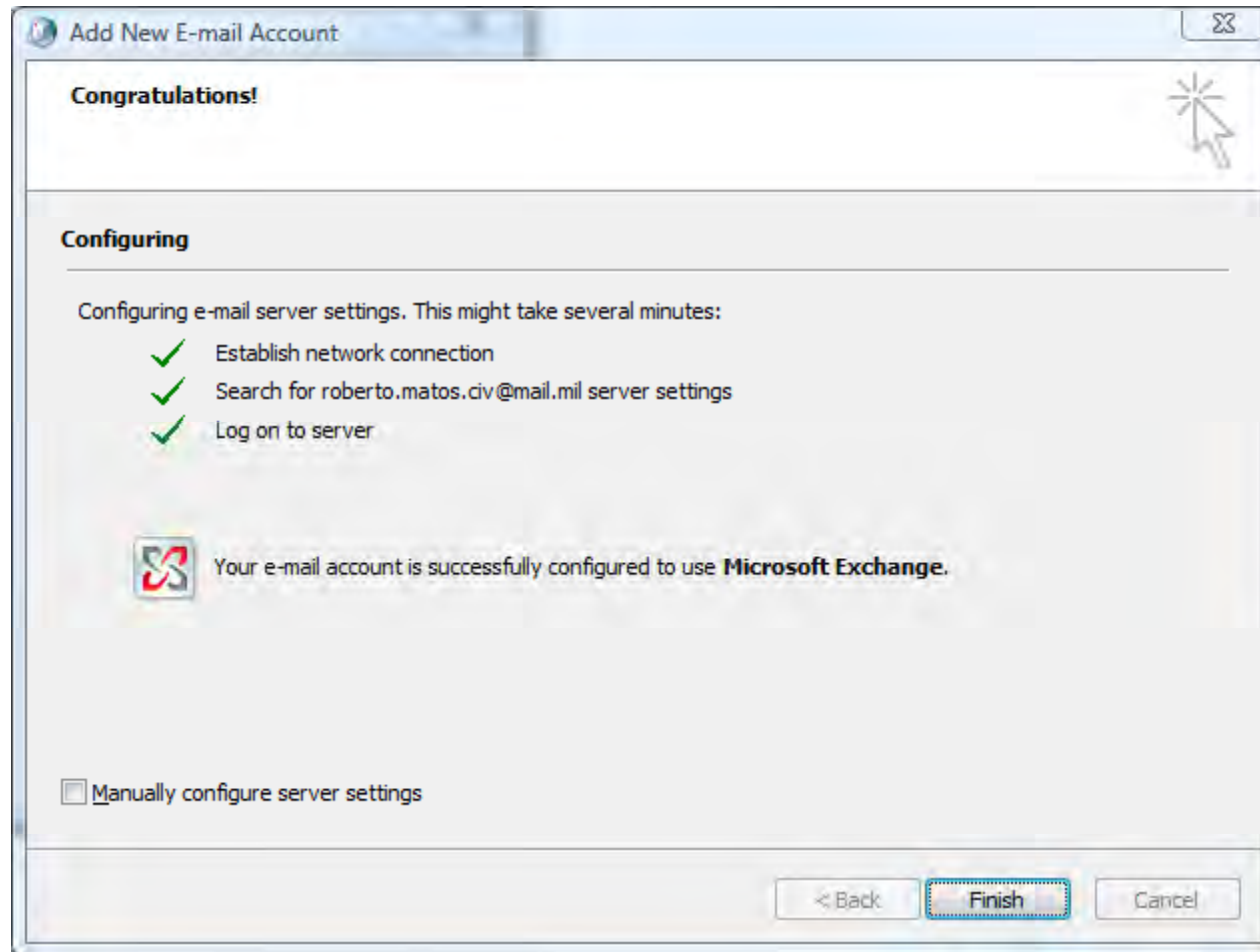 Add New E-mail Account
Congratulations!
Configuring
Configuring e-mail server settings. This might take several minutes:
Establish network connection
Search for roberto.matos.civ@mail.mil server settings
Log on to server
Your e-mail account is successfully configured to use Microsoft Exchange.
Manually configure server settings
< Back
Finish
Cancel